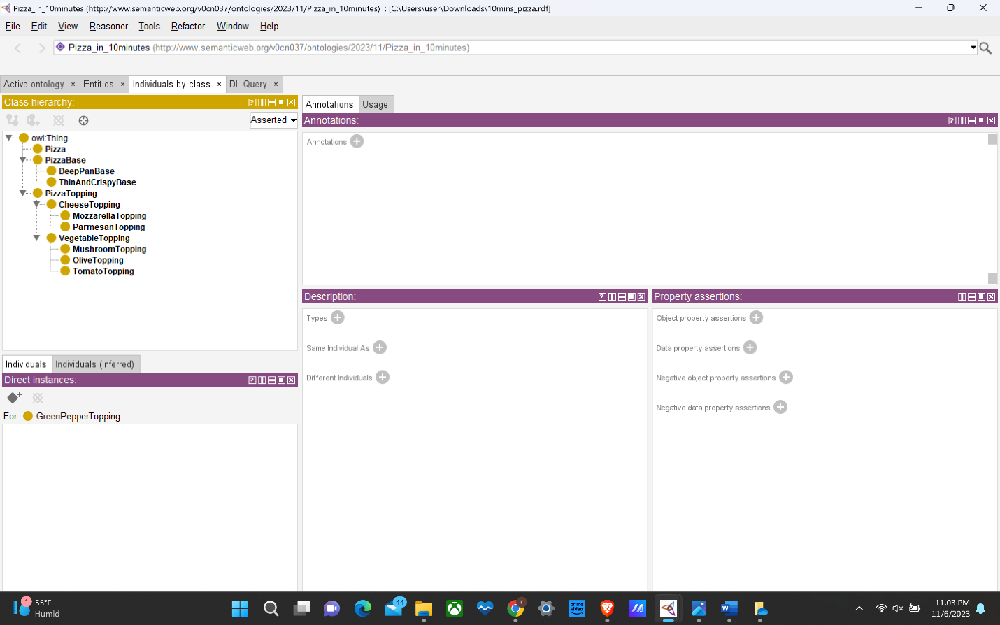 Pizza_in_10minutes (http://www.semanticweb.org/v0cn037/ontologies/2023/11/Pizza_in_10minutes) : [C:\Users\user\Downloads\10mins_pizza.rdf]
File Edit View Reasoner Tools Refactor Window Help
Pizza_in_10minutes (http://www.semanticweb.org/v0cn037/ontologies/2023/11/Pizza_in_10minutes)
Active ontology × Entities × Individuals by class × DL Query ×
Class hierarchy:
Asserted
owl:Thing
Pizza
PizzaBase
DeepPanBase
ThinAndCrispyBase
PizzaTopping
CheeseTopping
MozzarellaTopping
ParmesanTopping
VegetableTopping
MushroomTopping
OliveTopping
TomatoTopping
Individuals Individuals (Inferred)
Direct instances:
For: GreenPepperTopping
Annotations Usage
Annotations:
Annotations
Description:
Types
Same Individual As
Different Individuals
Property assertions:
Object property assertions
Data property assertions
Negative object property assertions
Negative data property assertions
1
55°F
Humid
44
prime
video
r
W
11:03 PM
11/6/2023